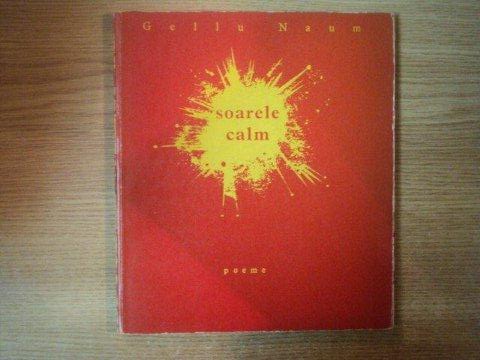 Gellu Naum
soarele
calm
poeme